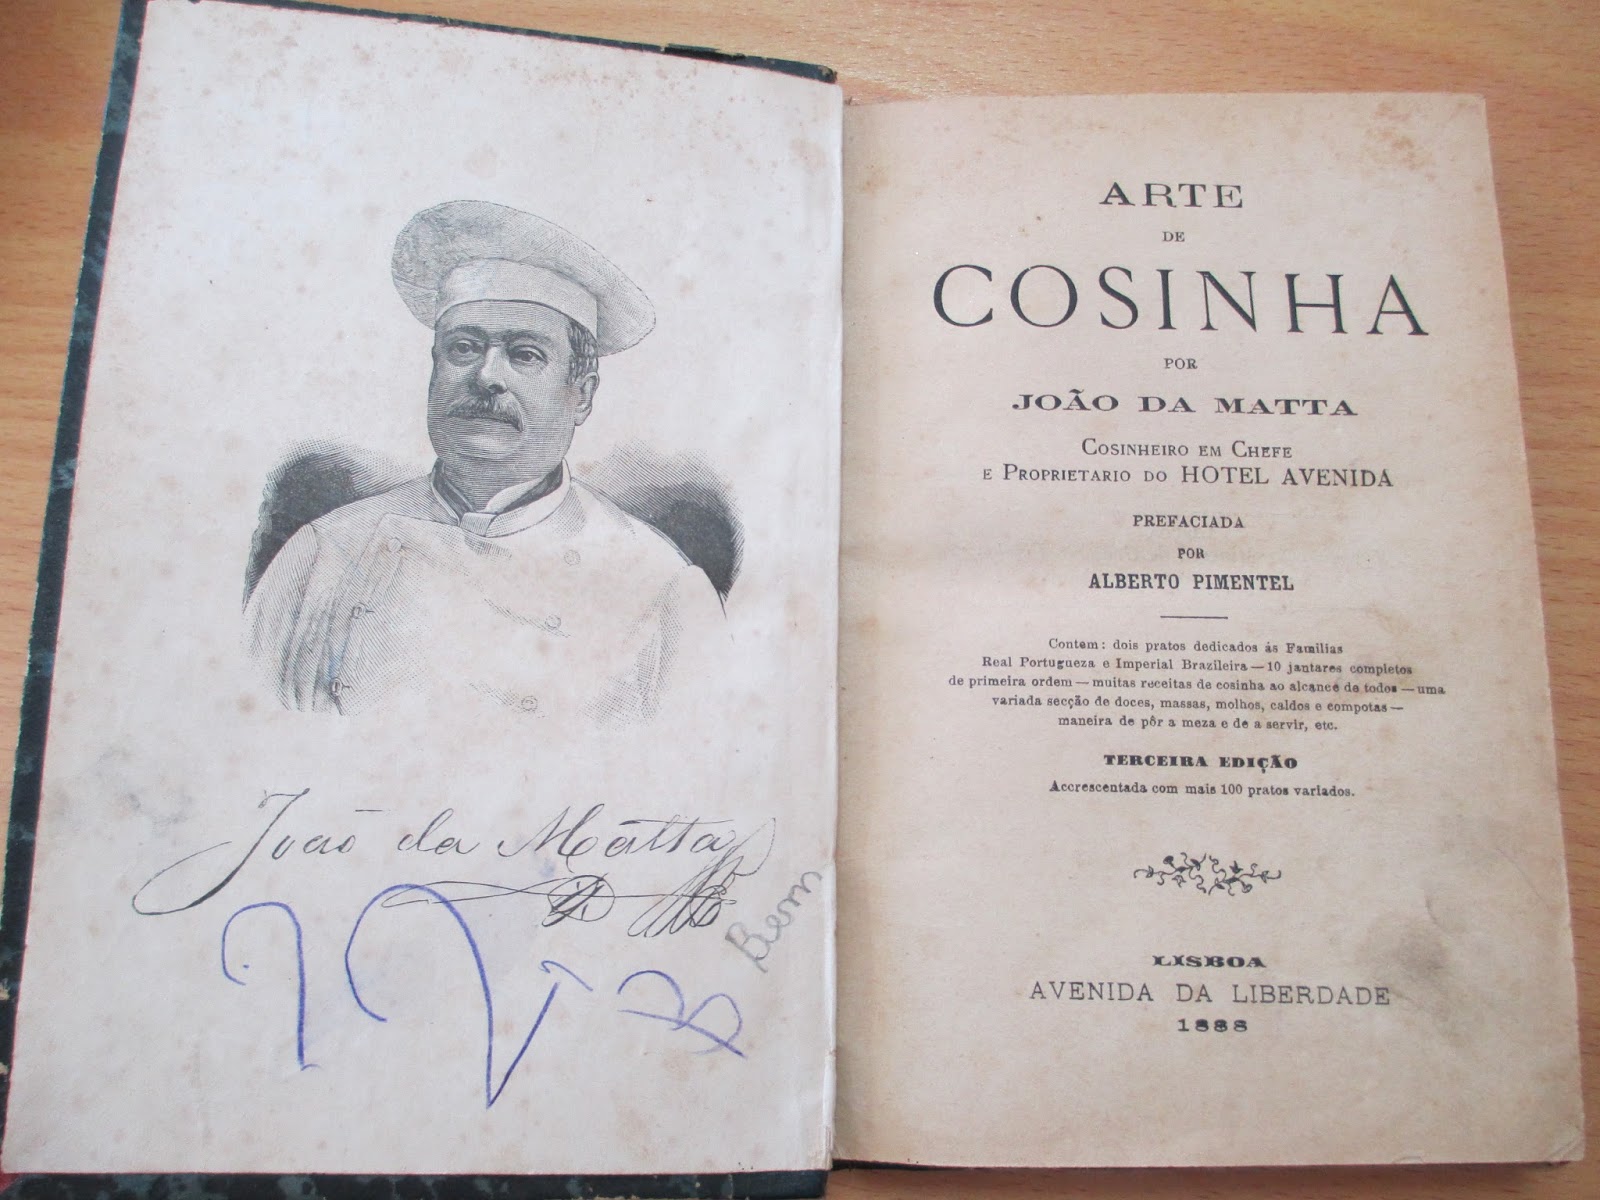 João da Matta
Bem
ARTE
DE
COSINHA
POR
JOÃO DA MATTA
COSINHEIRO EM CHEFE
E PROPRIETARIO DO HOTEL AVENIDA
PREFACIADA
POR
ALBERTO PIMENTEL
Contem: dois pratos dedicados ás Familias
Real Portugueza e Imperial Brazileira — 10 jantares completos
de primeira ordem — muitas receitas de cosinha ao alcance de todos — uma
variada secção de doces, massas, molhos, caldos e compotas —
maneira de pôr a meza e de a servir, etc.
TERCEIRA EDIÇÃO
Accrescentada com mais 100 pratos variados.
LISBOA
AVENIDA DA LIBERDADE
1888